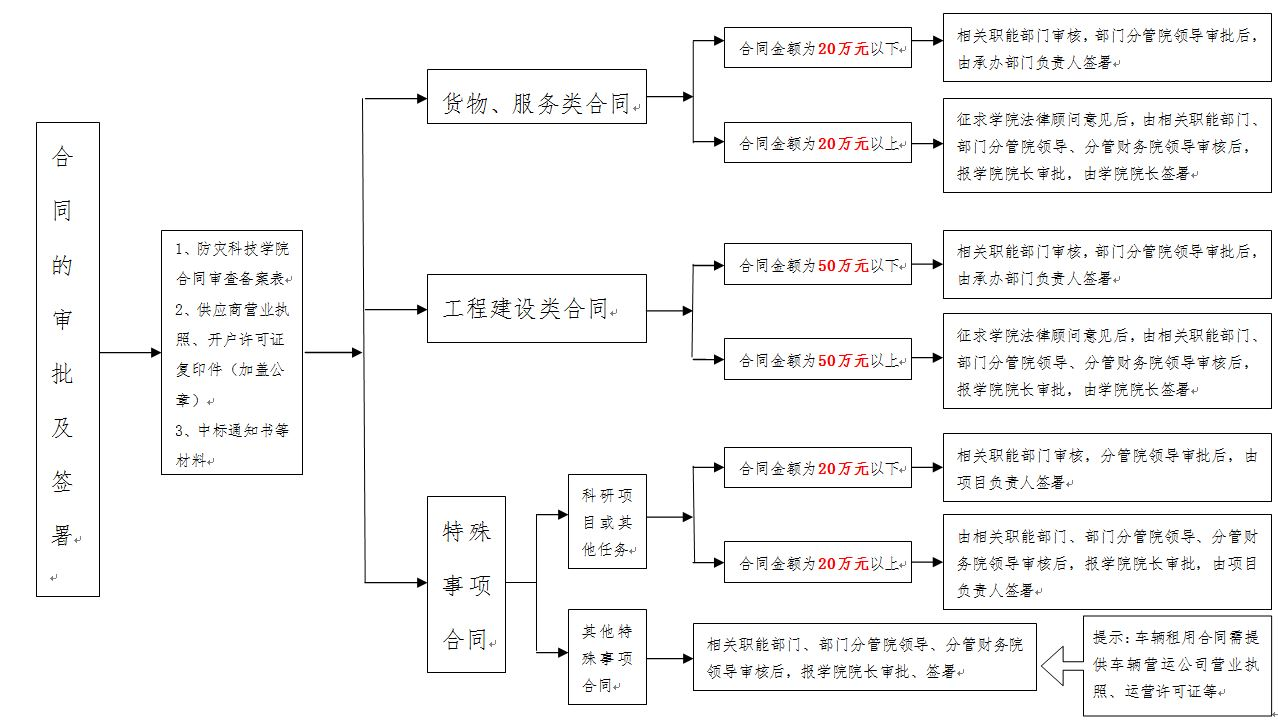 合
同
的
审
批
及
签
署
1、防灾科技学院
合同审查备案表
2、供应商营业执
照、开户许可证
复印件（加盖公
章）
3、中标通知书等
材料
货物、服务类合同
合同金额为20万元以下
相关职能部门审核，部门分管院领导审批后，
由承办部门负责人签署
合同金额为20万元以上
征求学院法律顾问意见后，由相关职能部门、
部门分管院领导、分管财务院领导审核后，
报学院院长审批，由学院院长签署
工程建设类合同
合同金额为50万元以下
相关职能部门审核，部门分管院领导审批后，
由承办部门负责人签署
合同金额为50万元以上
征求学院法律顾问意见后，由相关职能部门、
部门分管院领导、分管财务院领导审核后，
报学院院长审批，由学院院长签署
特殊
事项
合同
科研项
目或其
他任务
合同金额为20万元以下
相关职能部门审核，分管院领导审批后，由
项目负责人签署
合同金额为20万元以上
由相关职能部门、部门分管院领导、分管财
务院领导审核后，报学院院长审批，由项目
负责人签署
其他特
殊事项
合同
相关职能部门、部门分管院领导、分管财务院
领导审核后，报学院院长审批、签署
提示：车辆租用合同需提
供车辆营运公司营业执
照、运营许可证等